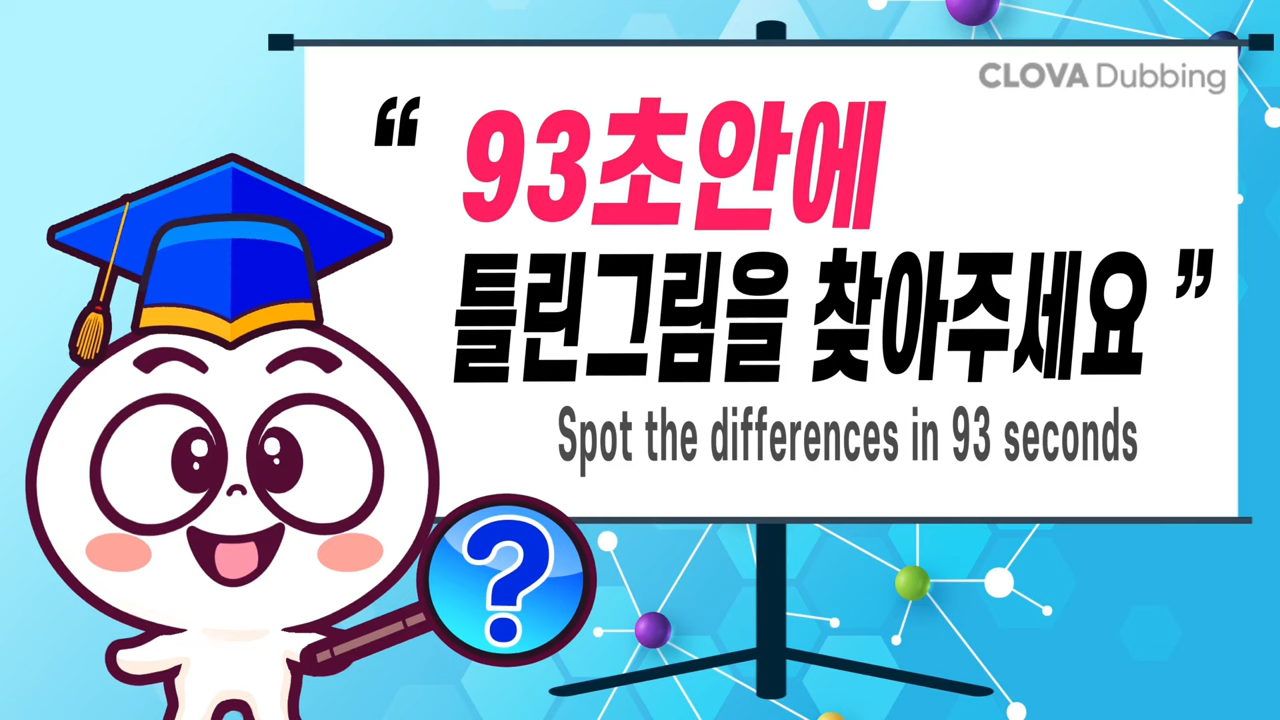 CLOVA Dubbing
“ 93초안에
틀린그림을 찾아주세요 ”
Spot the differences in 93 seconds
?